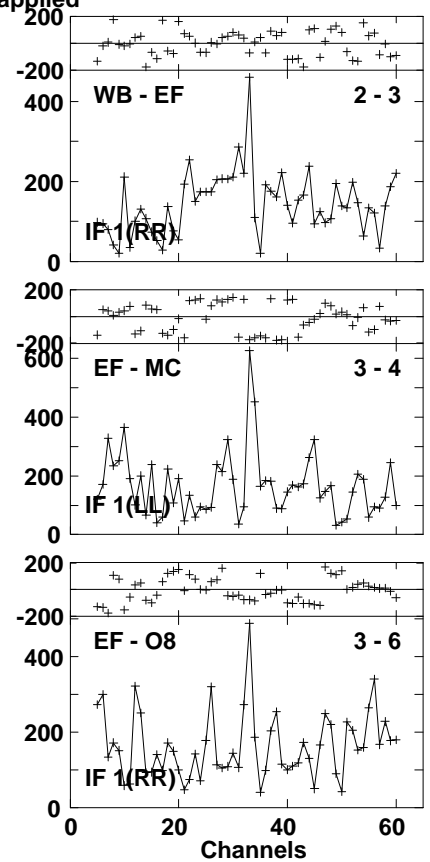 applied
200
-200
WB - EF 2 - 3
400
200
IF 1(RR)
0
200
-200
600
EF - MC 3 - 4
400
200
IF 1(LL)
0
200
-200
EF - O8 3 - 6
400
200
IF 1(RR)
0
0 20 40 60
Channels